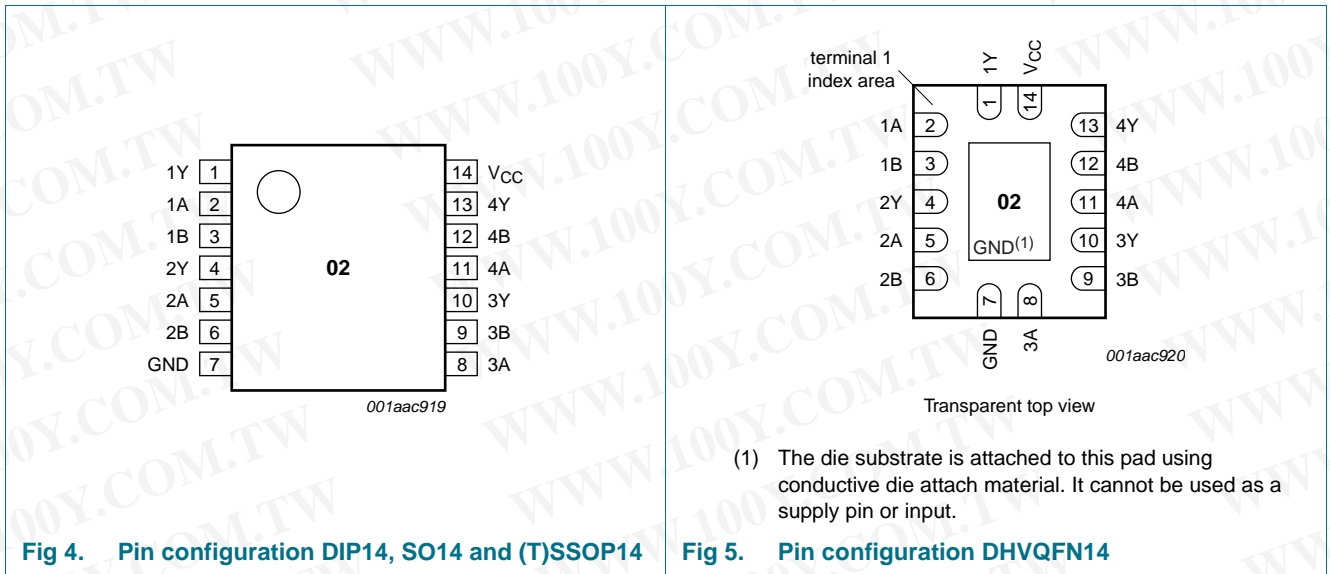 1Y 1
1A 2
1B 3
2Y 4
2A 5
2B 6
GND 7
02
14 VCC
13 4Y
12 4B
11 4A
10 3Y
9 3B
8 3A
001aac919
Fig 4. Pin configuration DIP14, SO14 and (T)SSOP14
terminal 1
index area
1Y
VCC
1
14
1A 2
1B 3
2Y 4
2A 5
2B 6
02
GND(1)
13 4Y
12 4B
11 4A
10 3Y
9 3B
7
8
GND
3A
001aac920
Transparent top view
(1) The die substrate is attached to this pad using
conductive die attach material. It cannot be used as a
supply pin or input.
Fig 5. Pin configuration DHVQFN14
WWW.100Y.COM.TW